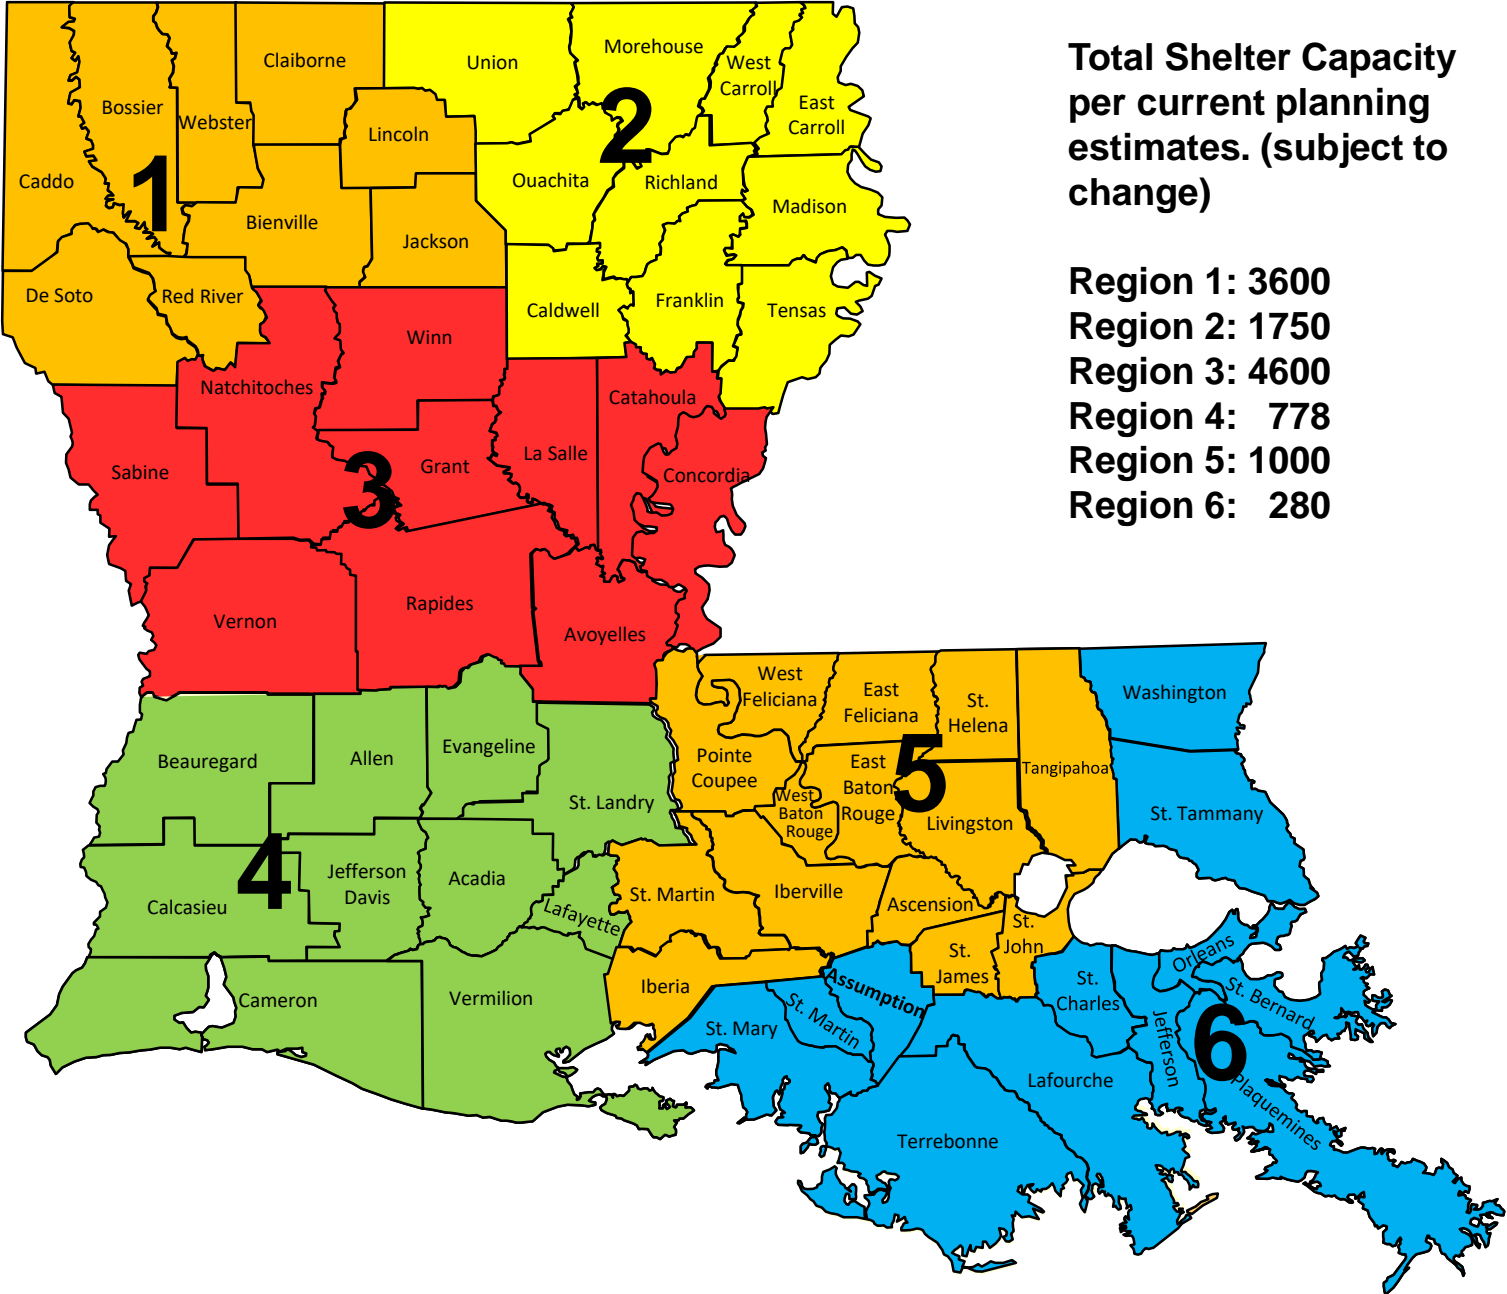 Total Shelter Capacity
per current planning
estimates. (subject to
change)
Region 1: 3600
Region 2: 1750
Region 3: 4600
Region 4: 778
Region 5: 1000
Region 6: 280
Claiborne
Union
Morehouse
West
Carroll
East
Carroll
Bossier
Webster
Lincoln
2
Caddo
1
Ouachita
Richland
Madison
Bienville
Jackson
De Soto
Red River
Caldwell
Franklin
Tensas
Winn
Natchitoches
Catahoula
Sabine
3
Grant
La Salle
Concordia
Vernon
Rapides
Avoyelles
West
Feliciana
East
Feliciana
St.
Helena
Washington
Beauregard
Allen
Evangeline
Pointe
Coupee
East
Baton
Rouge
5
Tangipahoa
St. Landry
West
Baton
Rouge
Livingston
St. Tammany
4
Jefferson
Davis
Acadia
Calcasieu
Lafayette
St. Martin
Iberville
Ascension
St.
John
St.
James
Orleans
Cameron
Vermilion
Iberia
Assumption
St.
Charles
St. Bernard
St. Mary
St. Martin
Jefferson
6
Lafourche
Plaquemines
Terrebonne